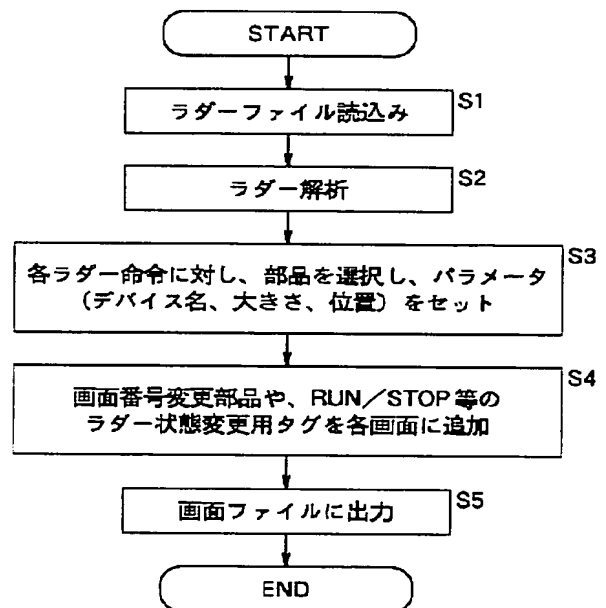 START
ラダーファイル読込み
S1
ラダー解析
S2
各ラダー命令に対し、部品を選択し、パラメータ
(デバイス名、大きさ、位置)をセット
S3
画面番号変更部品や、RUN/STOP等の
ラダー状態変更用タグを各画面に追加
S4
画面ファイルに出力
S5
END